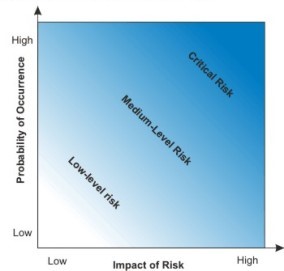 High
Critical Risk
Probability of Occurrence
Medium-Level Risk
Low-level risk
Low
Low
Impact of Risk
High